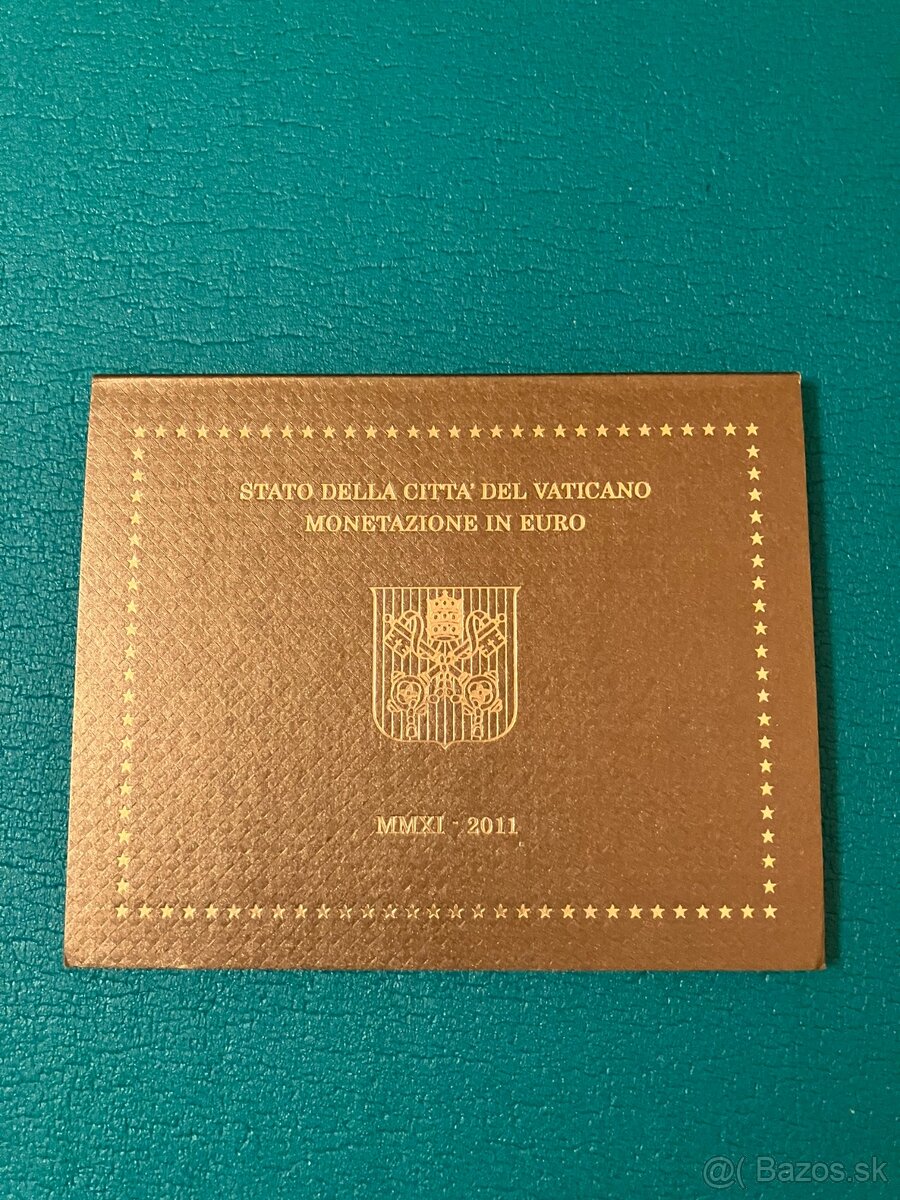 STATO DELLA CITTA' DEL VATICANO
MONETAZIONE IN EURO
MMXI - 2011
@( Bazos.sk